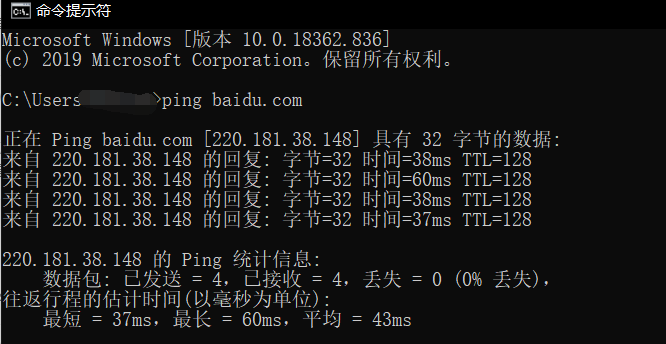 命令提示符
Microsoft Windows [版本 10.0.18362.836]
(c) 2019 Microsoft Corporation。保留所有权利。
C:\Users>ping baidu.com
正在 Ping baidu.com [220.181.38.148] 具有 32 字节的数据:
来自 220.181.38.148 的回复: 字节=32 时间=38ms TTL=128
来自 220.181.38.148 的回复: 字节=32 时间=60ms TTL=128
来自 220.181.38.148 的回复: 字节=32 时间=38ms TTL=128
来自 220.181.38.148 的回复: 字节=32 时间=37ms TTL=128
220.181.38.148 的 Ping 统计信息:
数据包: 已发送 = 4，已接收 = 4，丢失 = 0 (0% 丢失)，
往返行程的估计时间(以毫秒为单位):
最短 = 37ms，最长 = 60ms，平均 = 43ms